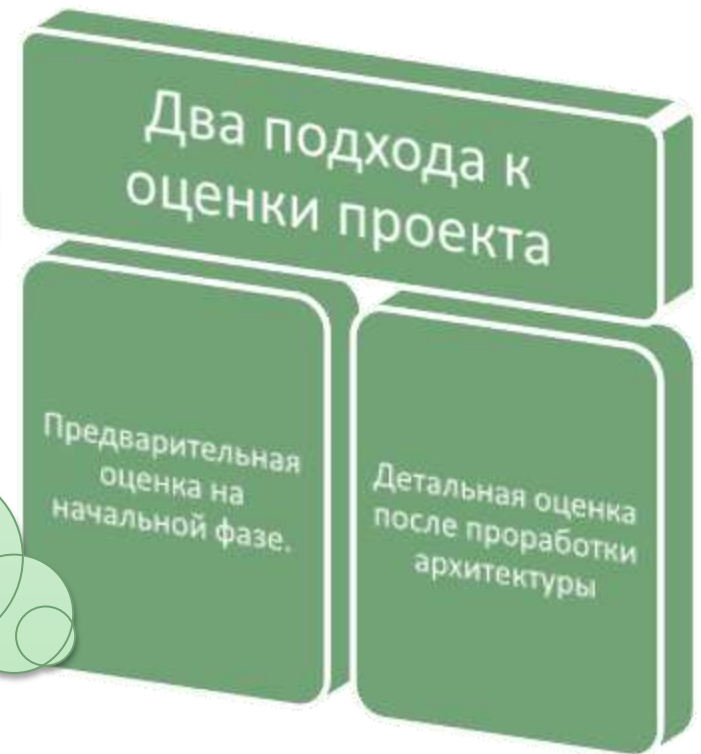 Два подхода к
оценки проекта
Предварительная
оценка на
начальной фазе.
Детальная оценка
после проработки
архитектуры